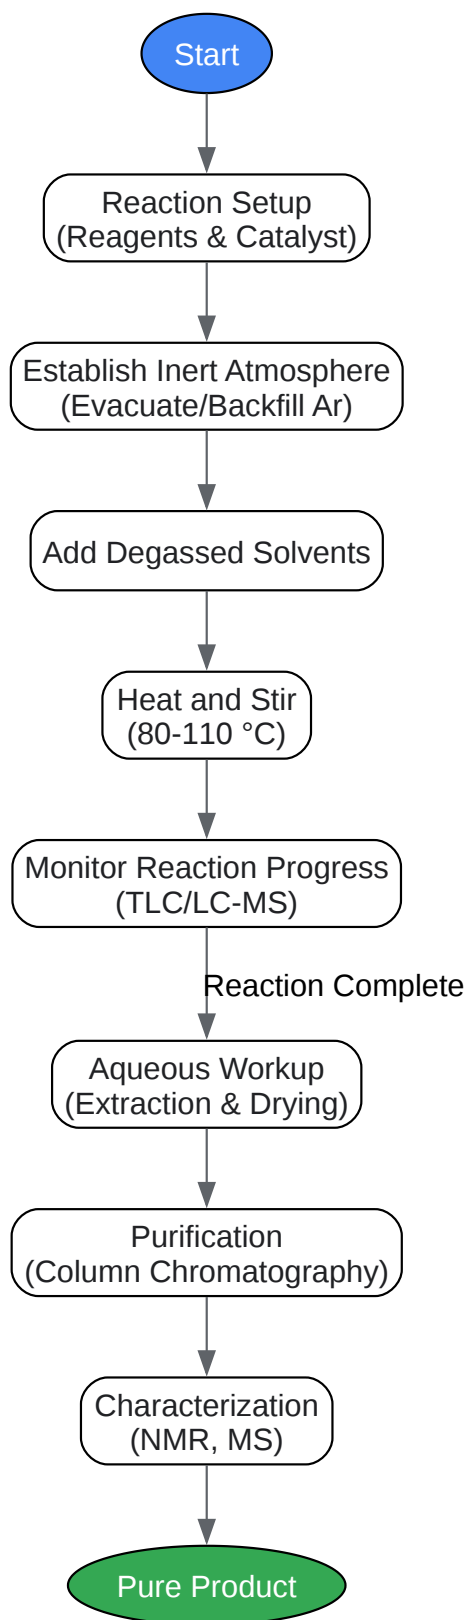 Start
Reaction Setup
(Reagents & Catalyst)
Establish Inert Atmosphere
(Evacuate/Backfill Ar)
Add Degassed Solvents
Heat and Stir
(80-110 °C)
Monitor Reaction Progress
(TLC/LC-MS)
Reaction Complete
Aqueous Workup
(Extraction & Drying)
Purification
(Column Chromatography)
Characterization
(NMR, MS)
Pure Product